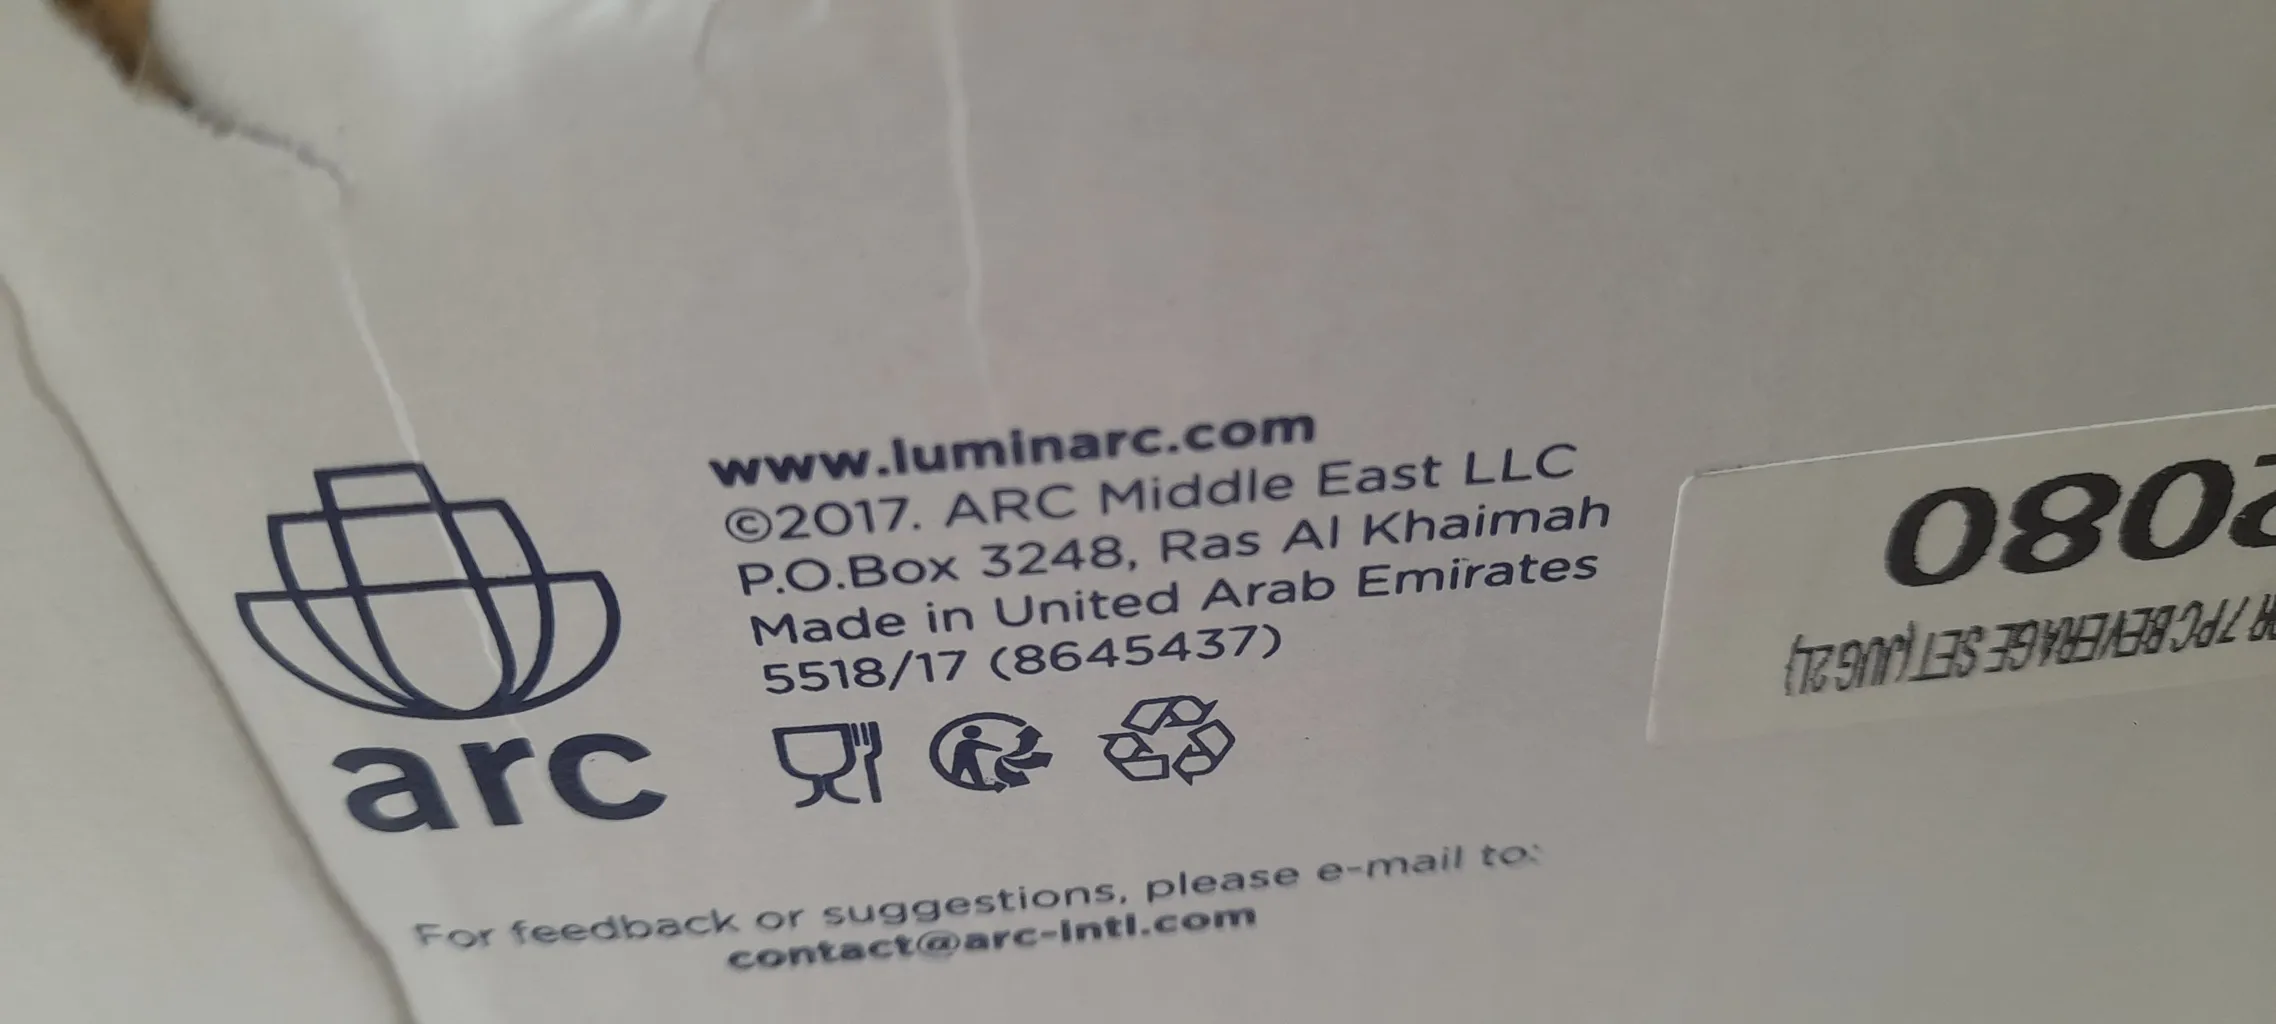 www.luminarc.com
©2017. ARC Middle East LLC
P.O.Box 3248, Ras Al Khaimah
Made in United Arab Emirates
5518/17 (8645437)
arc
For feedback or suggestions, please e-mail to:
contact@arc-intl.com
7PC BEVERAGE SET (JUG 2L)
2080